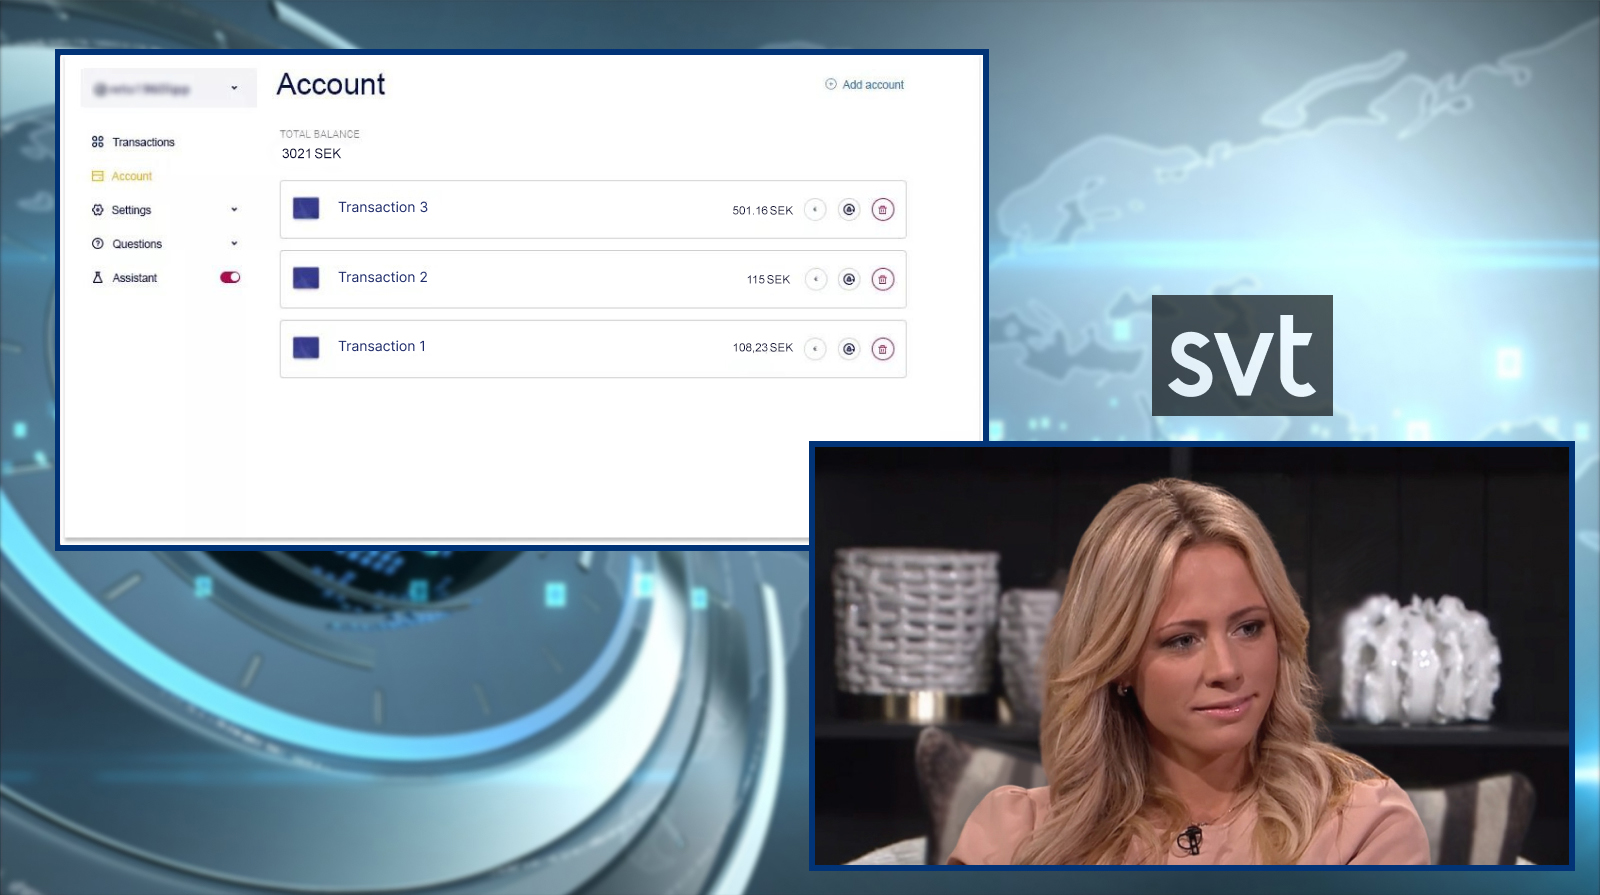 Account
Add account
Transactions
Account
Settings
Questions
Assistant
TOTAL BALANCE
3021 SEK
Transaction 3
501.16 SEK
Transaction 2
115 SEK
Transaction 1
108,23 SEK
svt